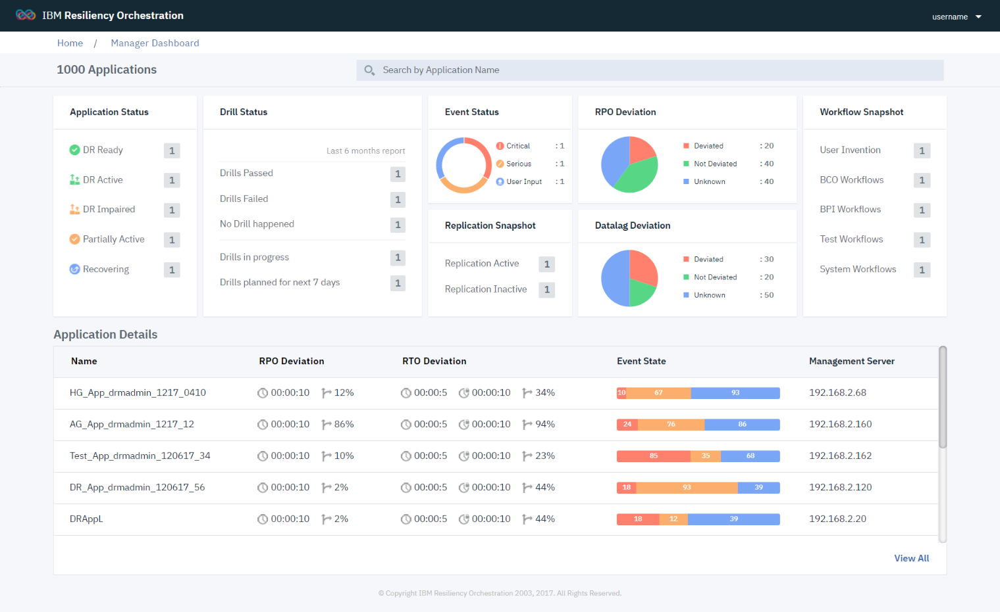 IBM Resiliency Orchestration
username
Home / Manager Dashboard
1000 Applications
Search by Application Name
Application Status
DR Ready 1
DR Active 1
DR Impaired 1
Partially Active 1
Recovering 1
Drill Status
Last 6 months report
Drills Passed 1
Drills Failed 1
No Drill happened 1
Drills in progress 1
Drills planned for next 7 days 1
Event Status
Critical : 1
Serious : 1
User Input : 1
Replication Snapshot
Replication Active 1
Replication Inactive 1
RPO Deviation
Deviated : 20
Not Deviated : 40
Unknown : 40
Datalag Deviation
Deviated : 30
Not Deviated : 20
Unknown : 50
Workflow Snapshot
User Invention 1
BCO Workflows 1
BPI Workflows 1
Test Workflows 1
System Workflows 1
Application Details
Name RPO Deviation RTO Deviation Event State Management Server
HG_App_drmadmin_1217_0410 00:00:10 12% 00:00:5 00:00:10 34% 10 67 93 192.168.2.68
AG_App_drmadmin_1217_12 00:00:10 86% 00:00:5 00:00:10 94% 24 76 86 192.168.2.160
Test_App_drmadmin_120617_34 00:00:10 10% 00:00:5 00:00:10 23% 85 35 68 192.168.2.162
DR_App_drmadmin_120617_56 00:00:10 2% 00:00:5 00:00:10 44% 18 93 39 192.168.2.120
DRAppL 00:00:10 2% 00:00:5 00:00:10 44% 18 12 39 192.168.2.20
View All
© Copyright IBM Resiliency Orchestration 2003, 2017. All Rights Reserved.